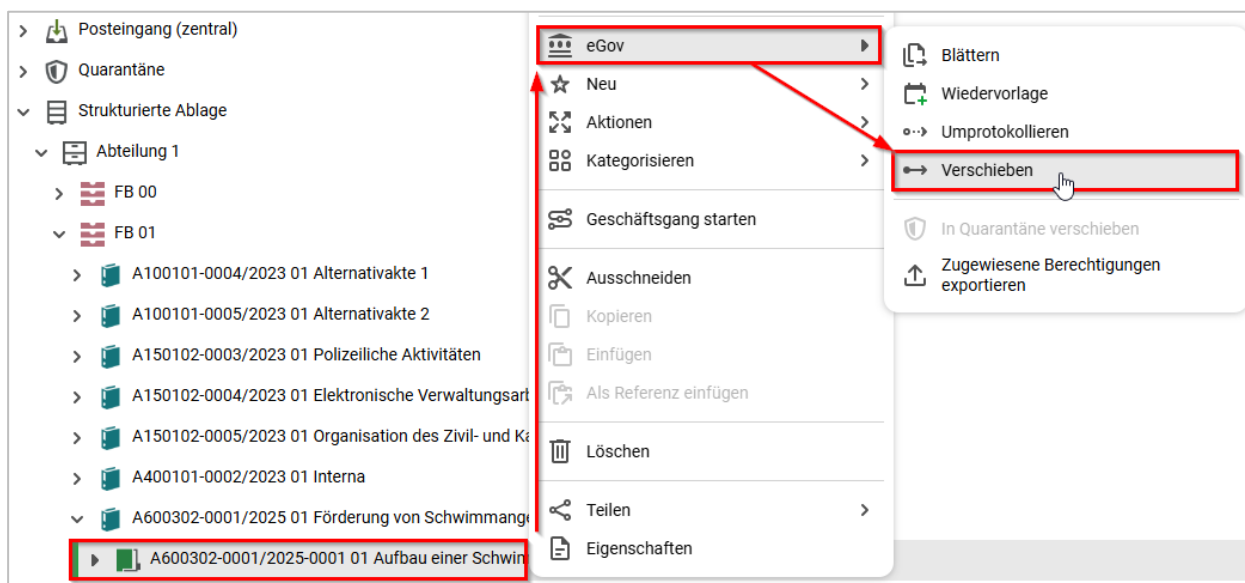 Posteingang (zentral)
Quarantäne
Strukturierte Ablage
Abteilung 1
FB 00
FB 01
A100101-0004/2023 01 Alternativakte 1
A100101-0005/2023 01 Alternativakte 2
A150102-0003/2023 01 Polizeiliche Aktivitäten
A150102-0004/2023 01 Elektronische Verwaltungsarb
A150102-0005/2023 01 Organisation des Zivil- und Ka
A400101-0002/2023 01 Interna
A600302-0001/2025 01 Förderung von Schwimmange
A600302-0001/2025-0001 01 Aufbau einer Schwim
eGov
Neu
Aktionen
Kategorisieren
Geschäftsgang starten
Ausschneiden
Kopieren
Einfügen
Als Referenz einfügen
Löschen
Teilen
Eigenschaften
Blättern
Wiedervorlage
Umprotokollieren
Verschieben
In Quarantäne verschieben
Zugewiesene Berechtigungen
exportieren